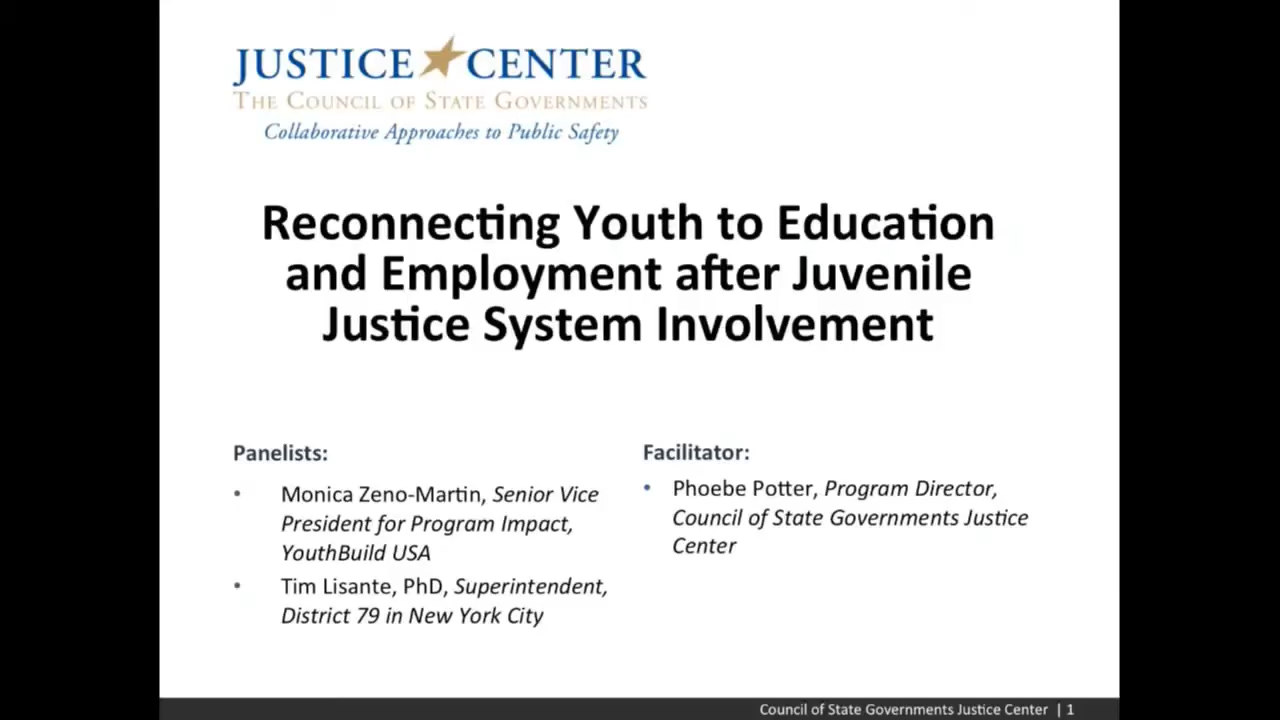 JUSTICE CENTER
THE COUNCIL OF STATE GOVERNMENTS
Collaborative Approaches to Public Safety
Reconnecting Youth to Education
and Employment after Juvenile
Justice System Involvement
Panelists:
• Monica Zeno-Martin, Senior Vice
President for Program Impact,
YouthBuild USA
• Tim Lisante, PhD, Superintendent,
District 79 in New York City
Facilitator:
• Phoebe Potter, Program Director,
Council of State Governments Justice
Center
Council of State Governments Justice Center | 1